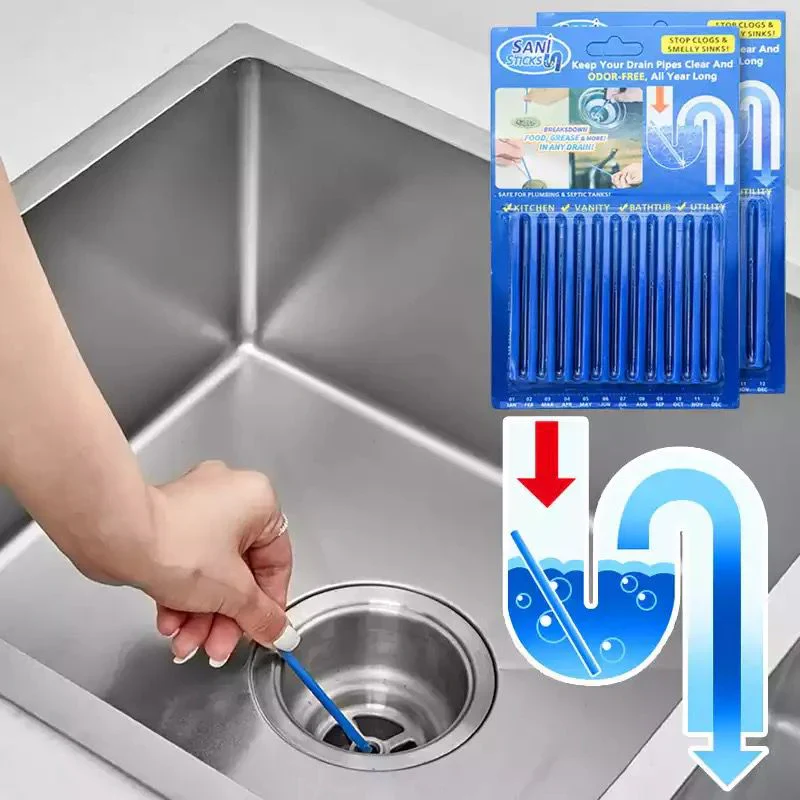 SANI
STICKS
STOP CLOGS &
SMELLY SINKS!
Keep Your Drain Pipes Clear And
ODOR-FREE, All Year Long
BREAKSDOWN
FOOD, GREASE & MORE!
IN ANY DRAIN!
SAFE FOR PLUMBING & SEPTIC TANKS!
KITCHEN VANITY BATHTUB UTILITY
01 02 03 04 05 06 07 08 09 10 11 12
JAN FEB MAR APR MAY JUN JUL AUG SEP OCT NOV DEC
STOP CLOGS &
Y SINKS!
ear And
Long
UTILITY
11 12
NOV DEC